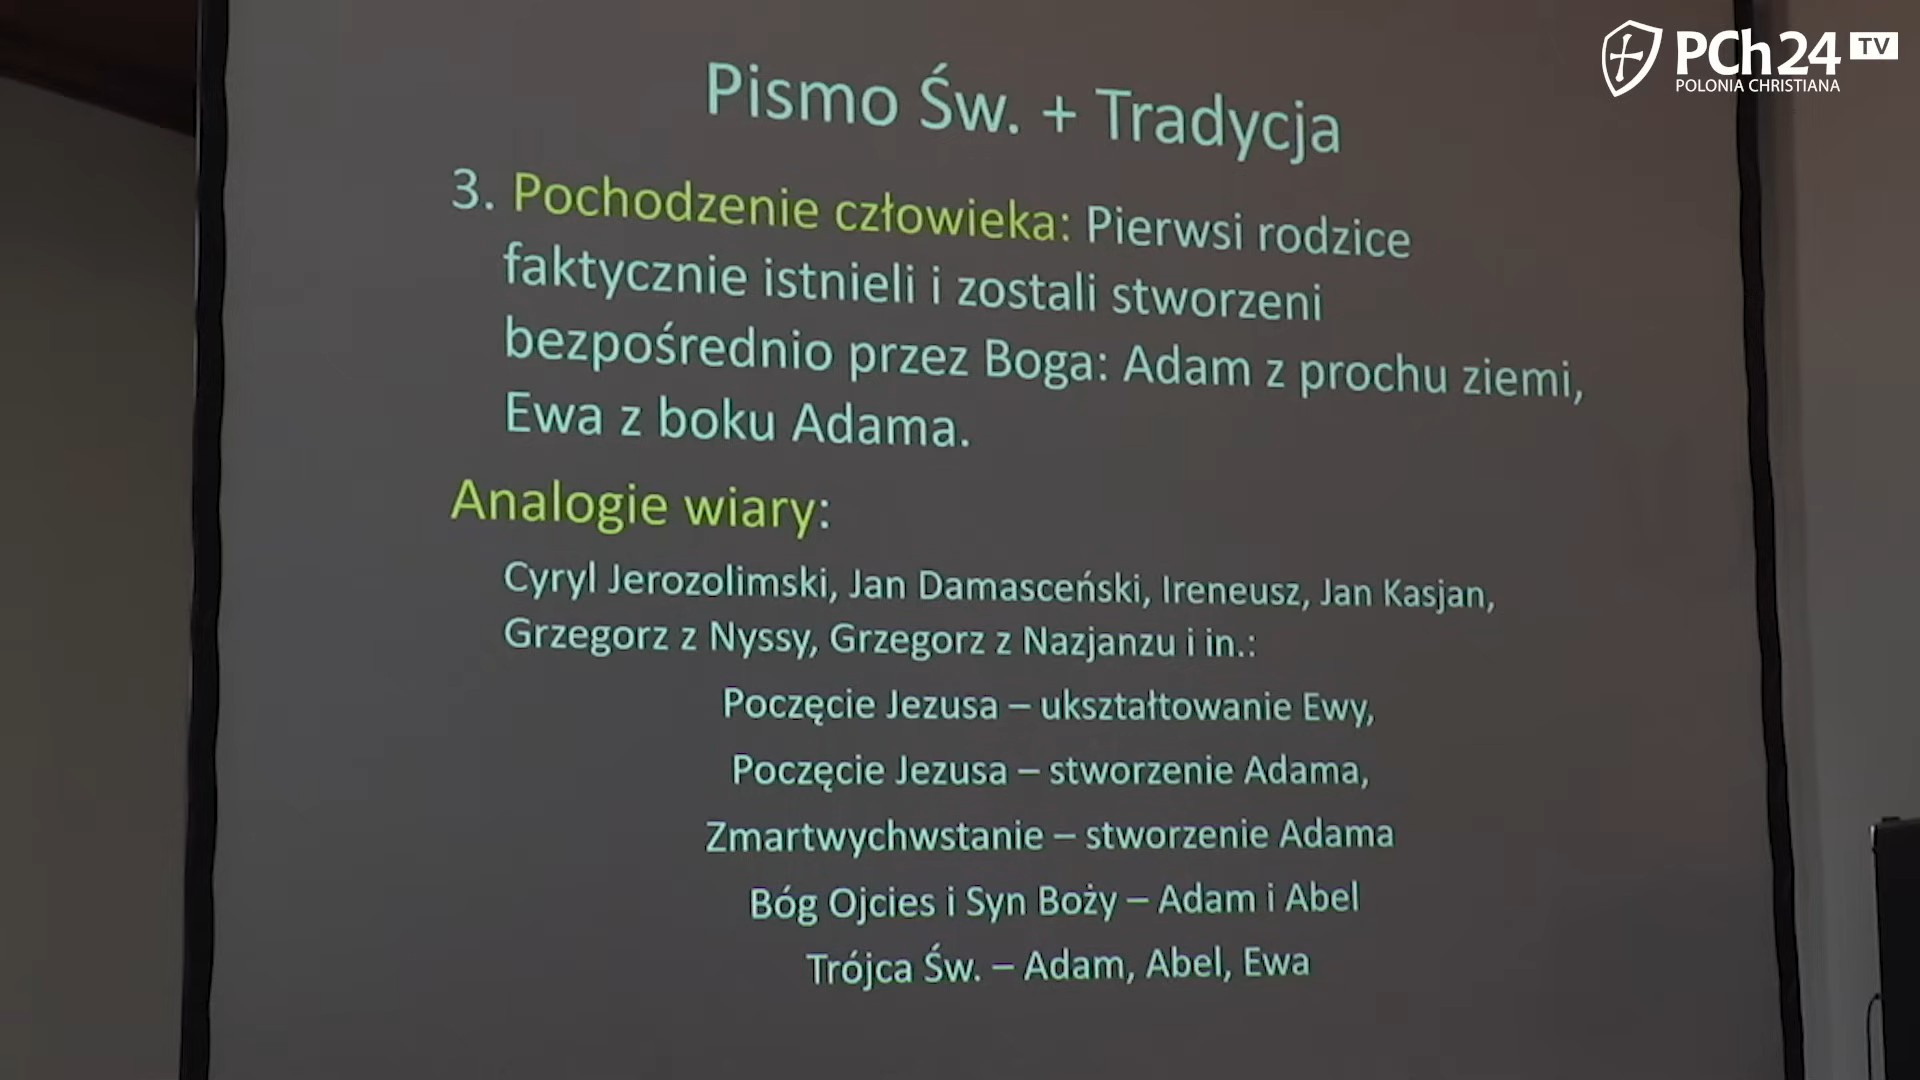 PCh24 TV
POLONIA CHRISTIANA
Pismo Św. + Tradycja
3. Pochodzenie człowieka: Pierwsi rodzice
faktycznie istnieli i zostali stworzeni
bezpośrednio przez Boga: Adam z prochu ziemi,
Ewa z boku Adama.
Analogie wiary:
Cyryl Jerozolimski, Jan Damasceński, Ireneusz, Jan Kasjan,
Grzegorz z Nyssy, Grzegorz z Nazjanzu i in.:
Poczęcie Jezusa – ukształtowanie Ewy,
Poczęcie Jezusa – stworzenie Adama,
Zmartwychwstanie – stworzenie Adama
Bóg Ojcies i Syn Boży – Adam i Abel
Trójca Św. – Adam, Abel, Ewa